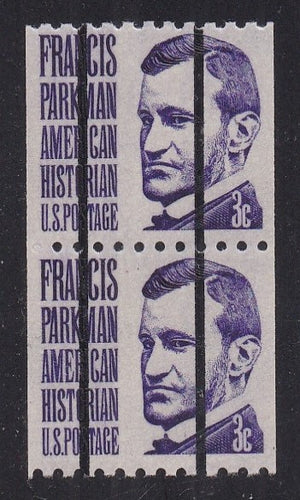 FRANCIS
PARKMAN
AMERICAN
HISTORIAN
U.S.POSTAGE
3c
FRANCIS
PARKMAN
AMERICAN
HISTORIAN
U.S.POSTAGE
3c